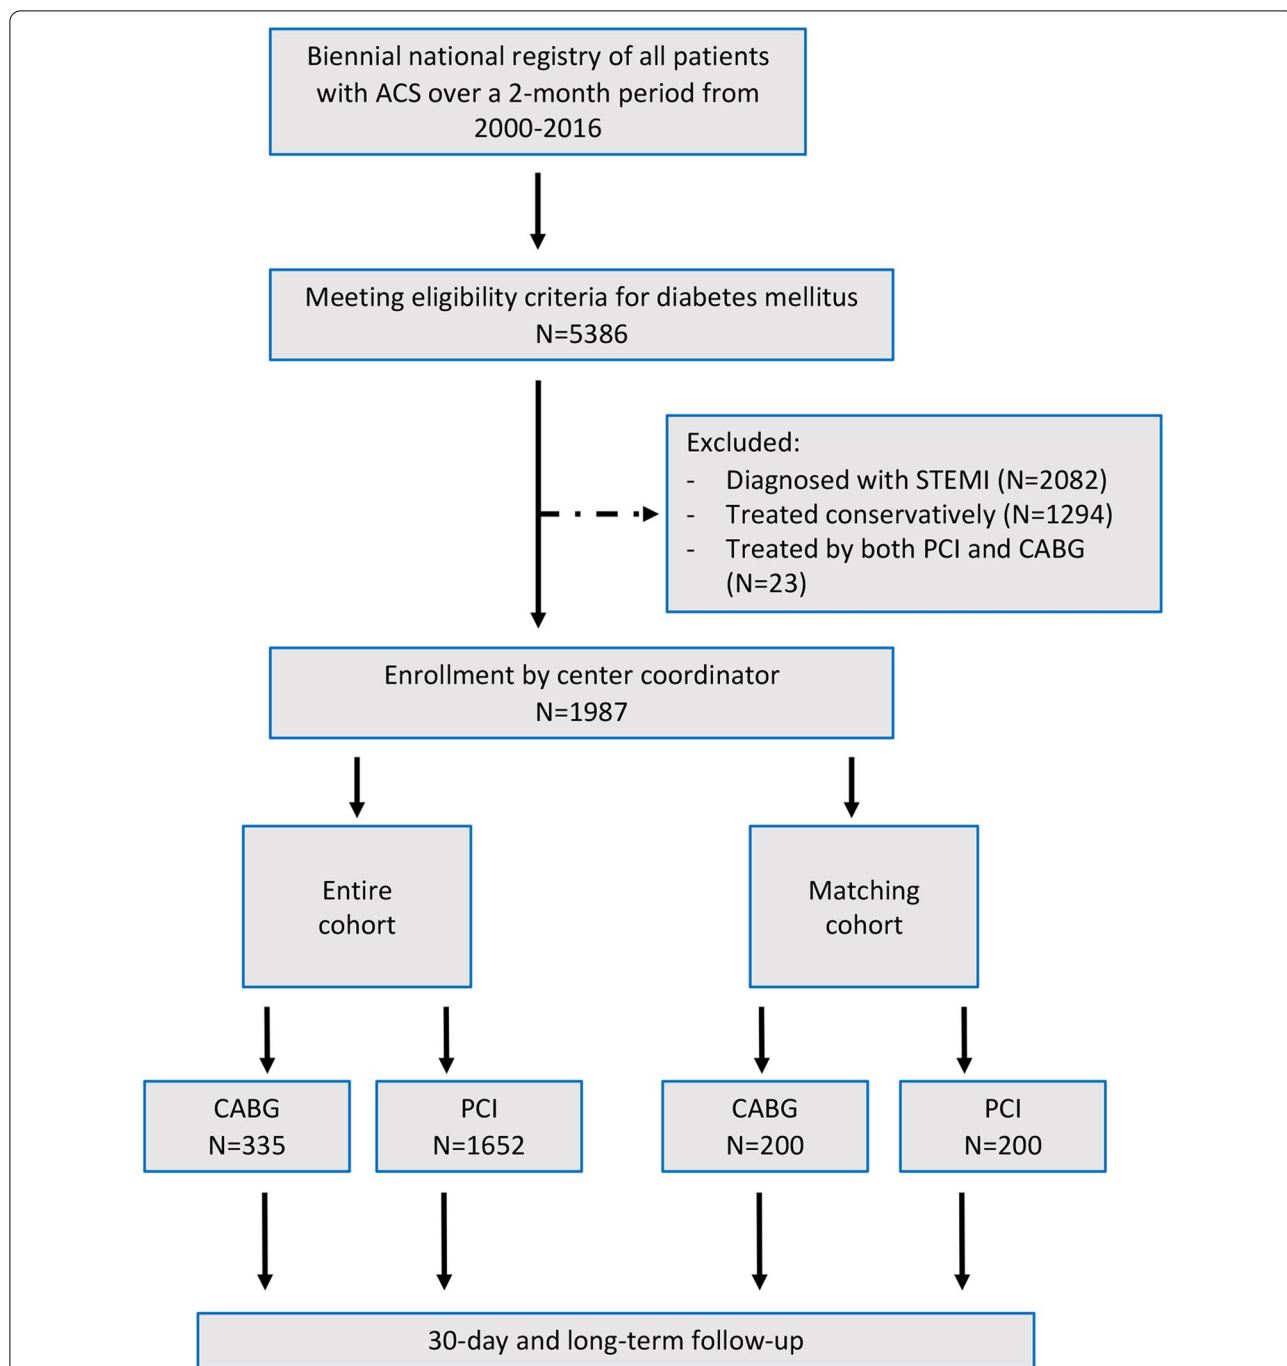 Biennial national registry of all patients
with ACS over a 2-month period from
2000-2016
Meeting eligibility criteria for diabetes mellitus
N=5386
Excluded:
- Diagnosed with STEMI (N=2082)
- Treated conservatively (N=1294)
- Treated by both PCI and CABG
(N=23)
Enrollment by center coordinator
N=1987
Entire
cohort
Matching
cohort
CABG
N=335
PCI
N=1652
CABG
N=200
PCI
N=200
30-day and long-term follow-up